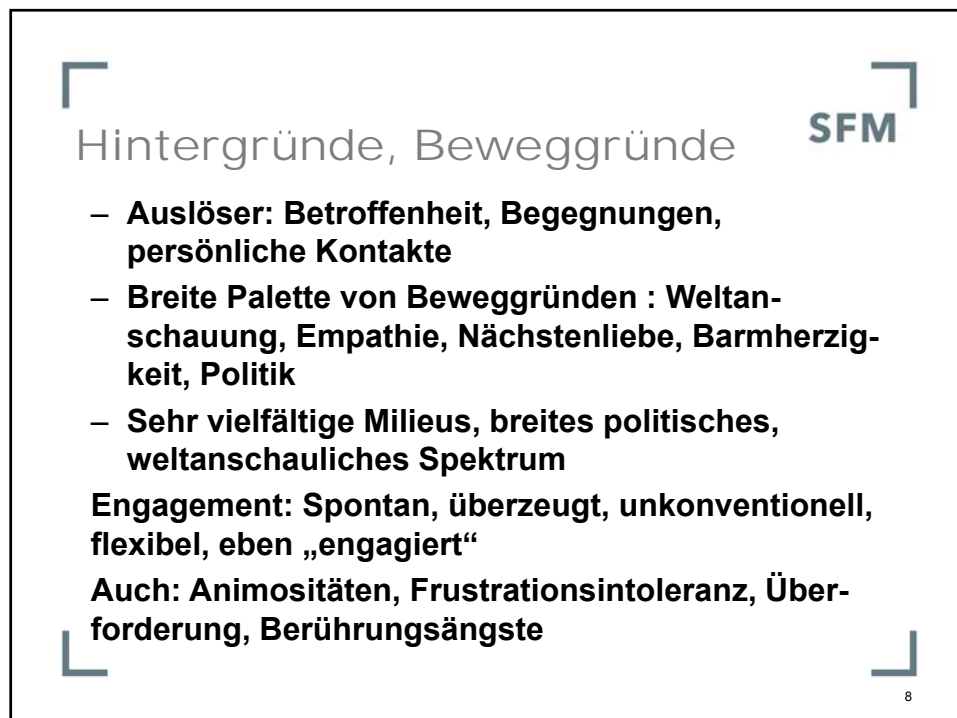 SFM
Hintergründe, Beweggründe
– Auslöser: Betroffenheit, Begegnungen,
persönliche Kontakte
– Breite Palette von Beweggründen : Weltan-
schauung, Empathie, Nächstenliebe, Barmherzig-
keit, Politik
– Sehr vielfältige Milieus, breites politisches,
weltanschauliches Spektrum
Engagement: Spontan, überzeugt, unkonventionell,
flexibel, eben „engagiert“
Auch: Animositäten, Frustrationsintoleranz, Über-
forderung, Berührungsängste
8